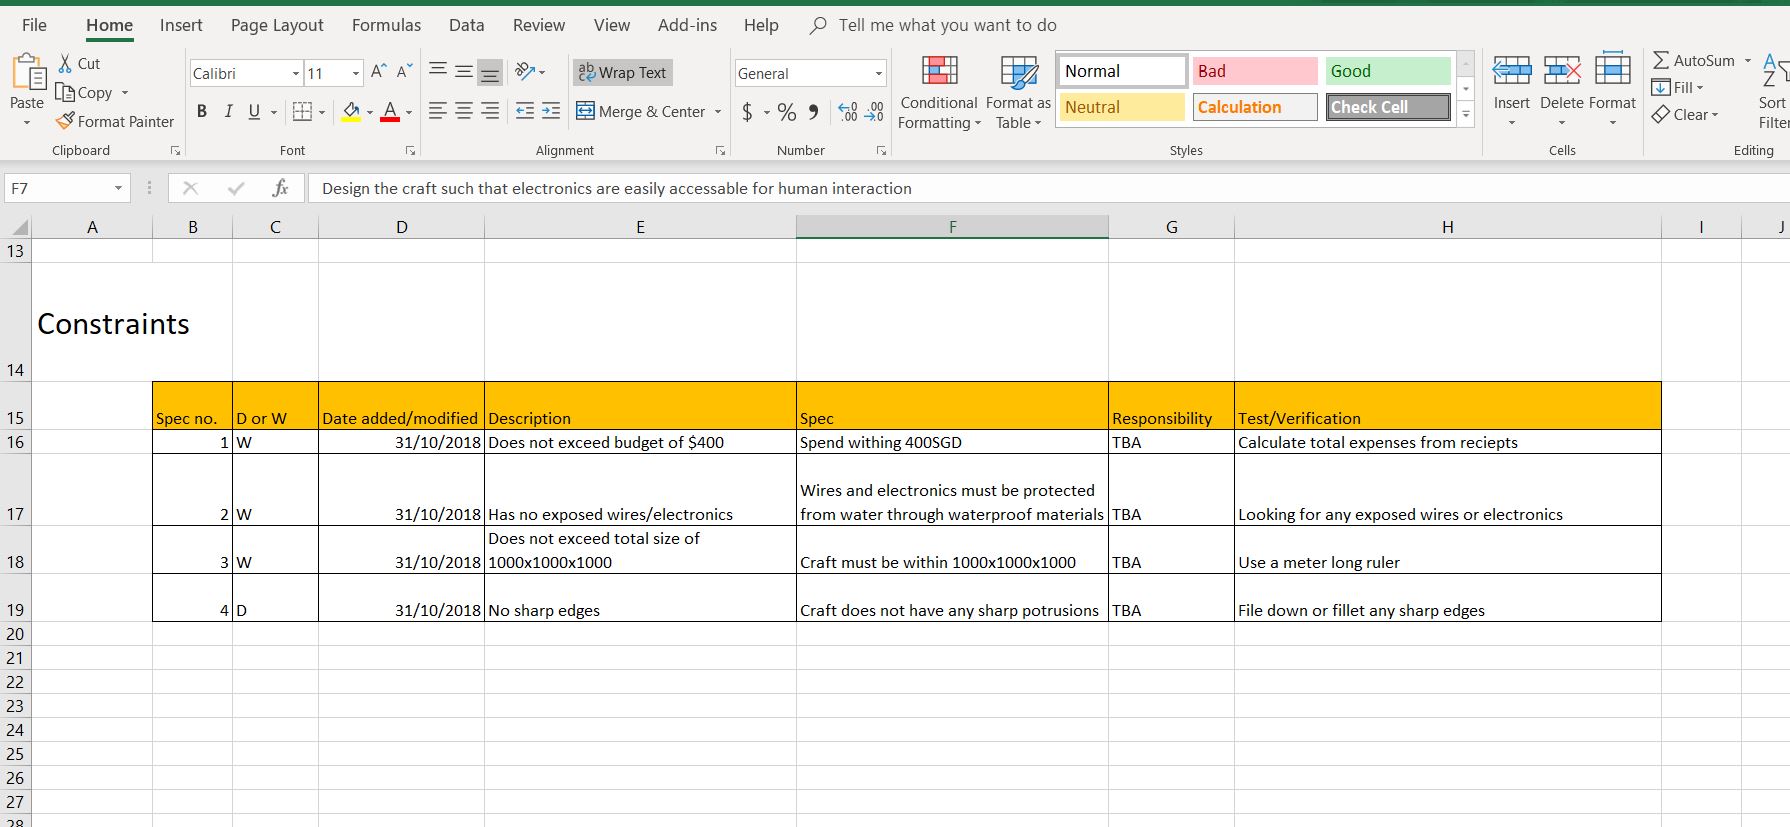 File Home Insert Page Layout Formulas Data Review View Add-ins Help Tell me what you want to do
Paste
Cut
Copy
Format Painter
Clipboard
Calibri 11
B I U
Font
Wrap Text
Merge & Center
Alignment
General
$ % , .00 .00
Number
Conditional Formatting
Format as Table
Normal Bad Good
Neutral Calculation Check Cell
Styles
Insert Delete Format
Cells
AutoSum
Fill
Clear
Sort
Filter
Editing
F7 fx Design the craft such that electronics are easily accessable for human interaction
A B C D E F G H I J
13
14 Constraints
15 Spec no. D or W Date added/modified Description Spec Responsibility Test/Verification
16 1 W 31/10/2018 Does not exceed budget of $400 Spend withing 400SGD TBA Calculate total expenses from reciepts
Wires and electronics must be protected
17 2 W 31/10/2018 Has no exposed wires/electronics from water through waterproof materials TBA Looking for any exposed wires or electronics
Does not exceed total size of
18 3 W 31/10/2018 1000x1000x1000 Craft must be within 1000x1000x1000 TBA Use a meter long ruler
19 4 D 31/10/2018 No sharp edges Craft does not have any sharp potrusions TBA File down or fillet any sharp edges
20
21
22
23
24
25
26
27
28